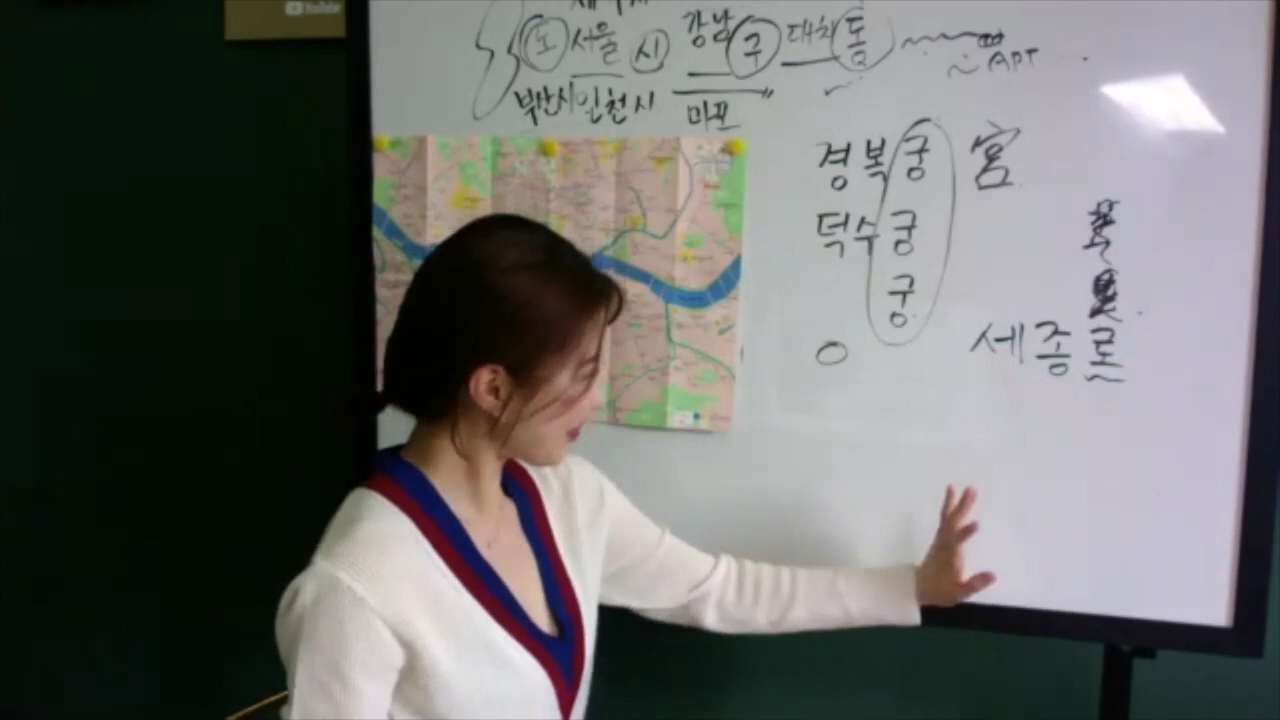 YouTube
도 서울 시 강남 구 대치 동
APT
부산시 인천시 마포
경복궁 宮
덕수궁
궁
세종로